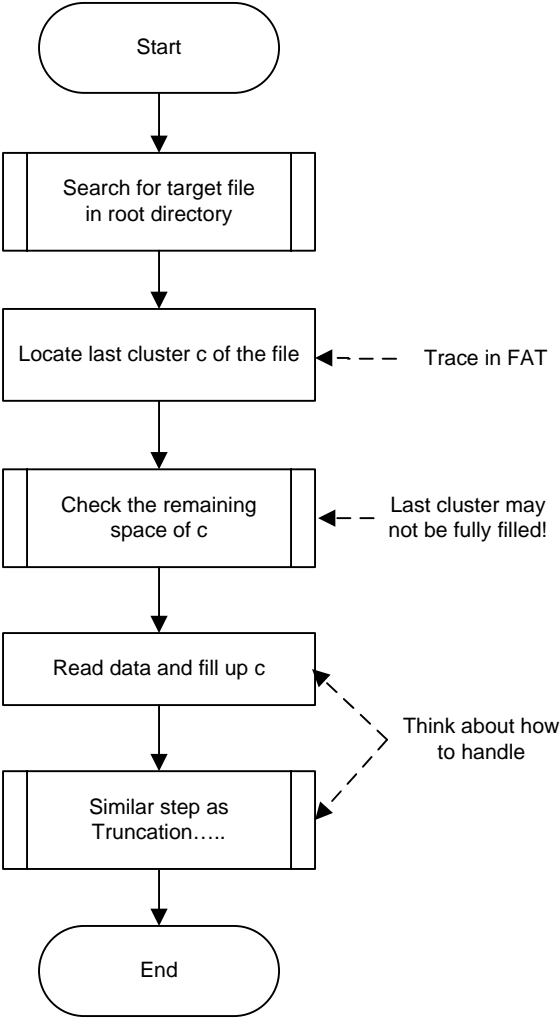 Start
Search for target file
in root directory
Locate last cluster c of the file
Trace in FAT
Check the remaining
space of c
Last cluster may
not be fully filled!
Read data and fill up c
Think about how
to handle
Similar step as
Truncation…..
End